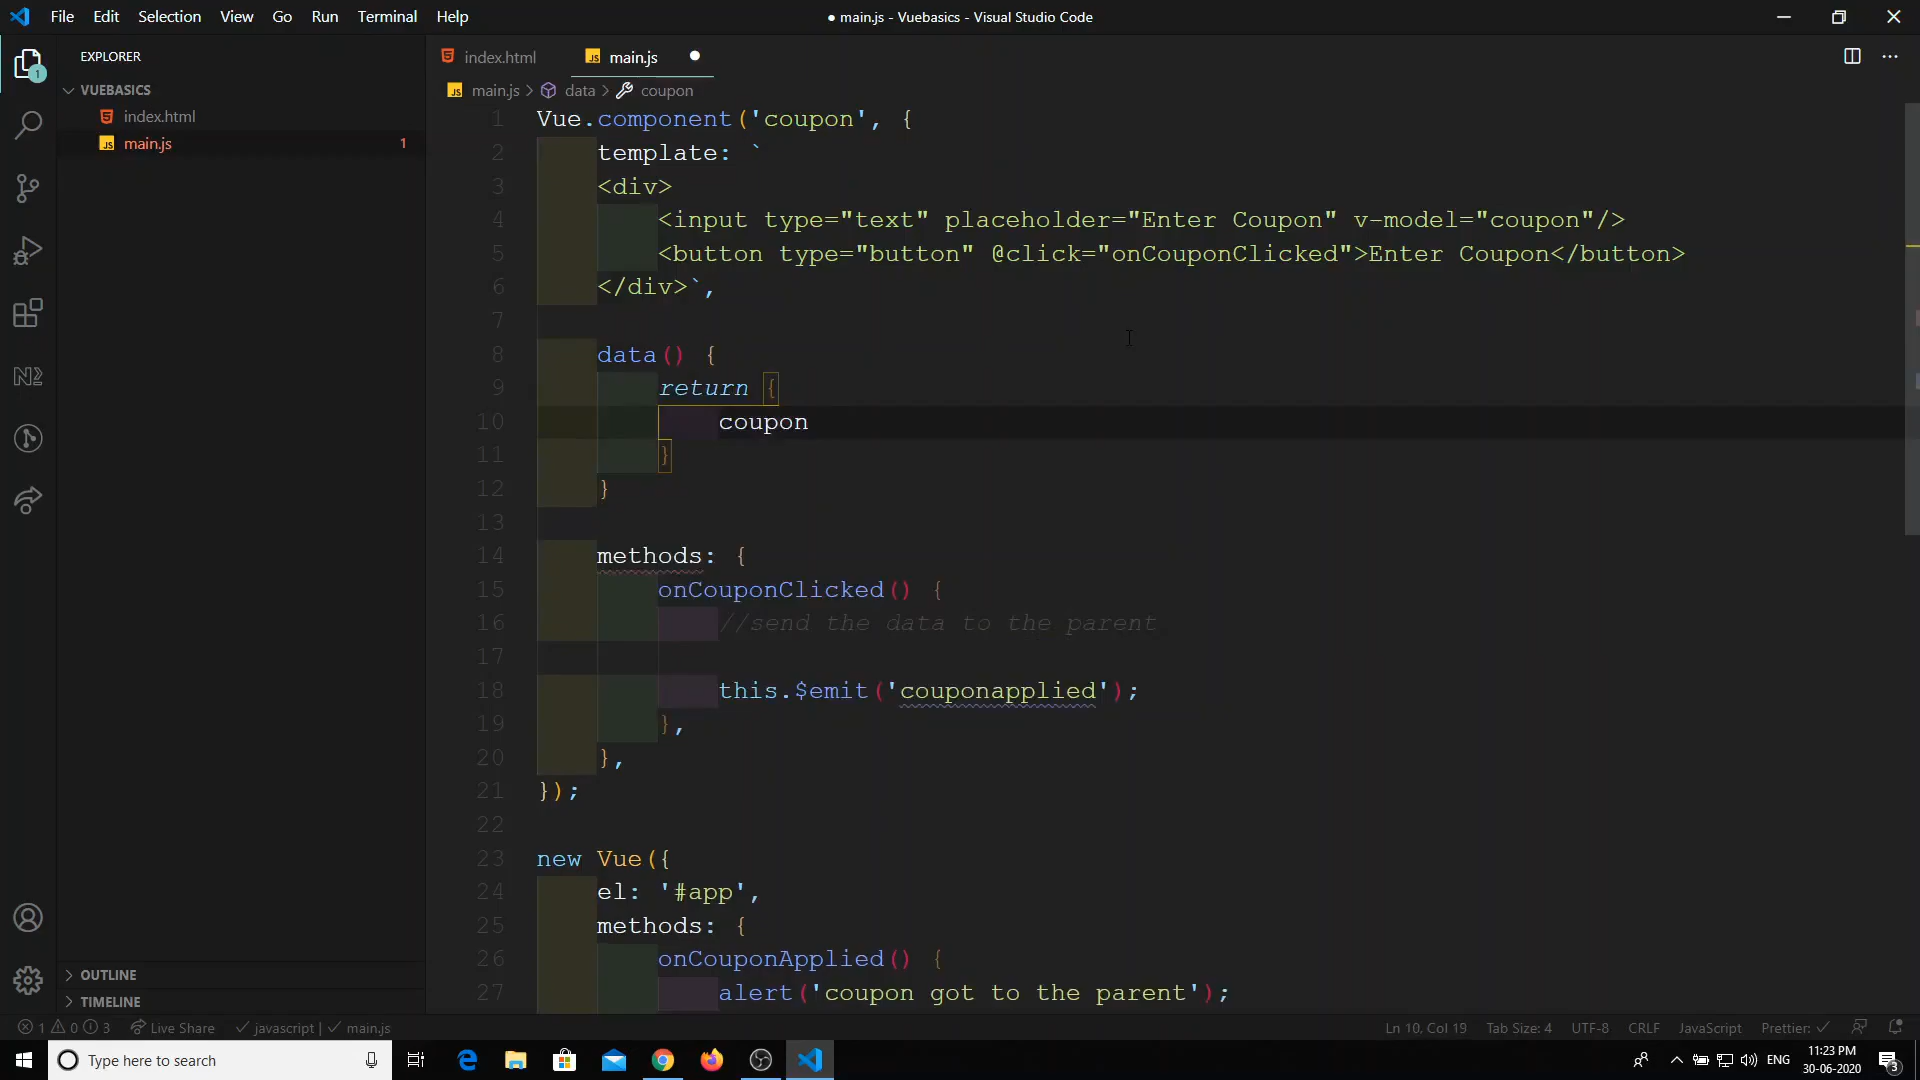 File Edit Selection View Go Run Terminal Help
● main.js - Vuebasics - Visual Studio Code
EXPLORER
VUEBASICS
index.html
main.js 1
1
OUTLINE
TIMELINE
index.html
main.js
main.js > data > coupon
1 Vue.component('coupon', {
2 template: `
3 <div>
4 <input type="text" placeholder="Enter Coupon" v-model="coupon"/>
5 <button type="button" @click="onCouponClicked">Enter Coupon</button>
6 </div>`,
7
8 data() {
9 return {
10 coupon
11 }
12 }
13
14 methods: {
15 onCouponClicked() {
16 //send the data to the parent
17
18 this.$emit('couponapplied');
19 },
20 },
21 });
22
23 new Vue({
24 el: '#app',
25 methods: {
26 onCouponApplied() {
27 alert('coupon got to the parent');
1 0 3 Live Share javascript | main.js
Ln 10, Col 19 Tab Size: 4 UTF-8 CRLF JavaScript Prettier: ✓
Type here to search
ENG
11:23 PM
30-06-2020
3